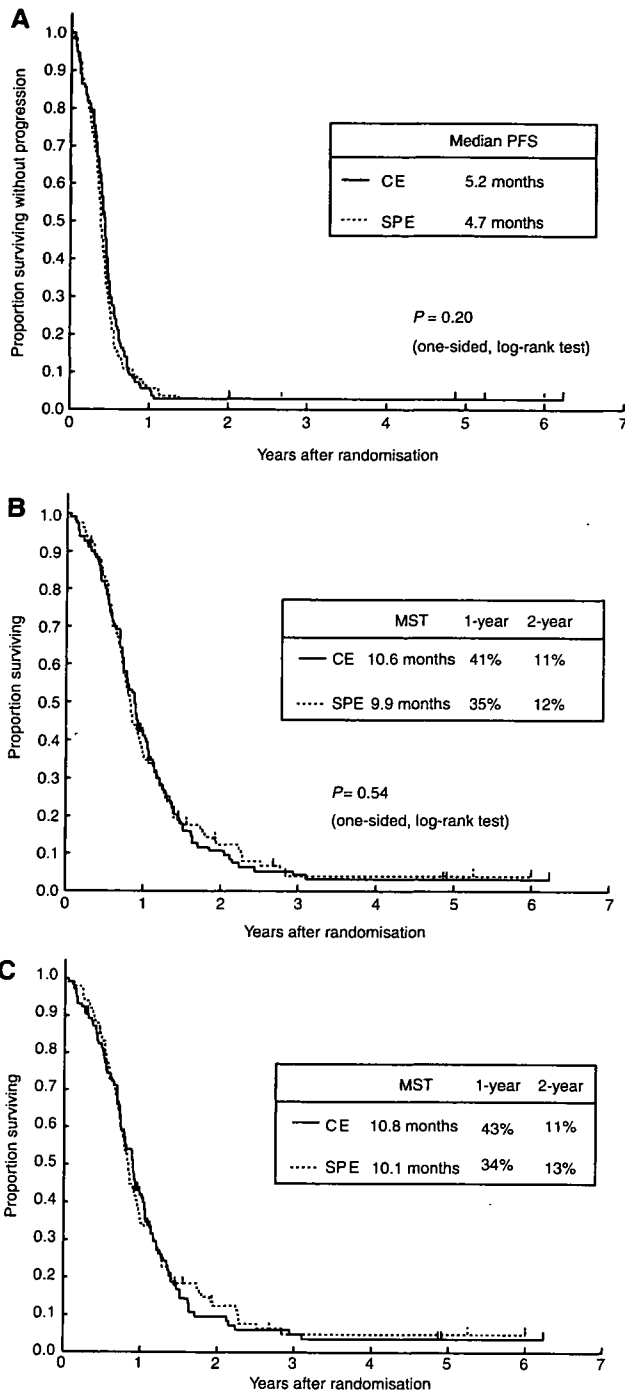 A
1.0
0.9
0.8
0.7
0.6
0.5
0.4
0.3
0.2
0.1
0.0
Proportion surviving without progression
Median PFS
CE 5.2 months
SPE 4.7 months
P = 0.20
(one-sided, log-rank test)
0 1 2 3 4 5 6 7
Years after randomisation
B
1.0
0.9
0.8
0.7
0.6
0.5
0.4
0.3
0.2
0.1
0.0
Proportion surviving
MST 1-year 2-year
CE 10.6 months 41% 11%
SPE 9.9 months 35% 12%
P= 0.54
(one-sided, log-rank test)
0 1 2 3 4 5 6 7
Years after randomisation
C
1.0
0.9
0.8
0.7
0.6
0.5
0.4
0.3
0.2
0.1
0.0
Proportion surviving
MST 1-year 2-year
CE 10.8 months 43% 11%
SPE 10.1 months 34% 13%
0 1 2 3 4 5 6 7
Years after randomisation